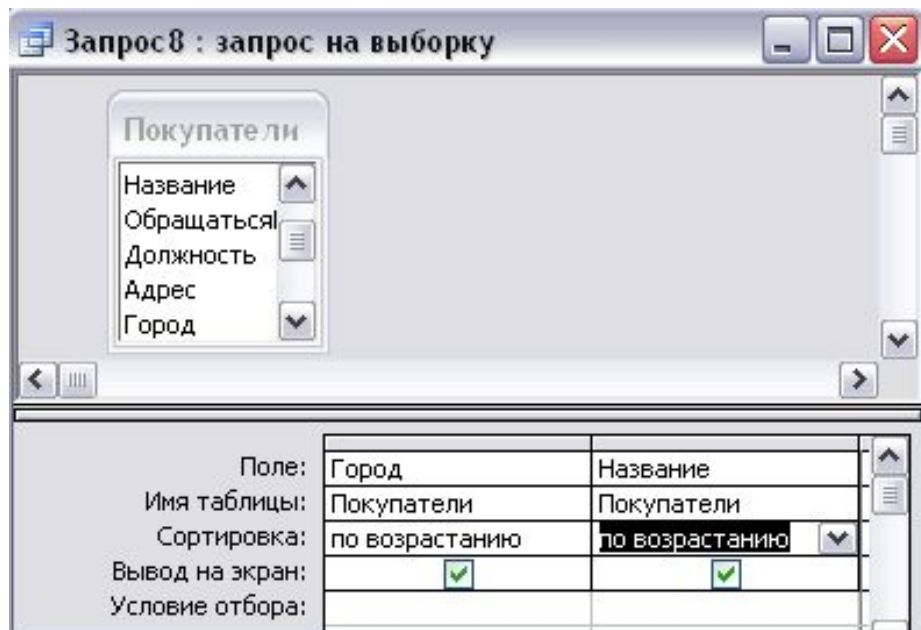 Запрос8 : запрос на выборку
Покупатели
Название
Обращаться
Должность
Адрес
Город
Поле: Город Название
Имя таблицы: Покупатели Покупатели
Сортировка: по возрастанию по возрастанию
Вывод на экран:
Условие отбора: